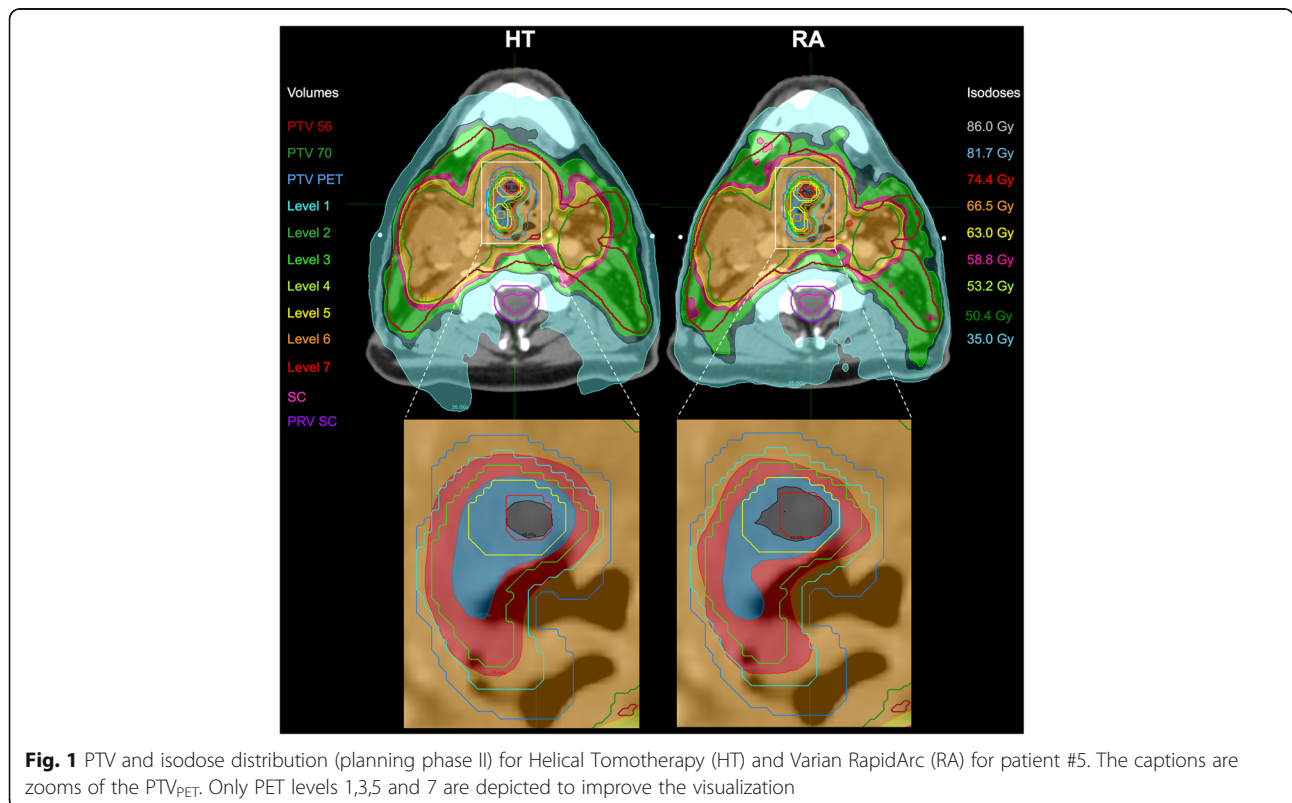 HT
RA
Volumes
PTV 56
PTV 70
PTV PET
Level 1
Level 2
Level 3
Level 4
Level 5
Level 6
Level 7
SC
PRV SC
Isodoses
86.0 Gy
81.7 Gy
74.4 Gy
66.5 Gy
63.0 Gy
58.8 Gy
53.2 Gy
50.4 Gy
35.0 Gy
Fig. 1 PTV and isodose distribution (planning phase II) for Helical Tomotherapy (HT) and Varian RapidArc (RA) for patient #5. The captions are
zooms of the PTVPET. Only PET levels 1,3,5 and 7 are depicted to improve the visualization